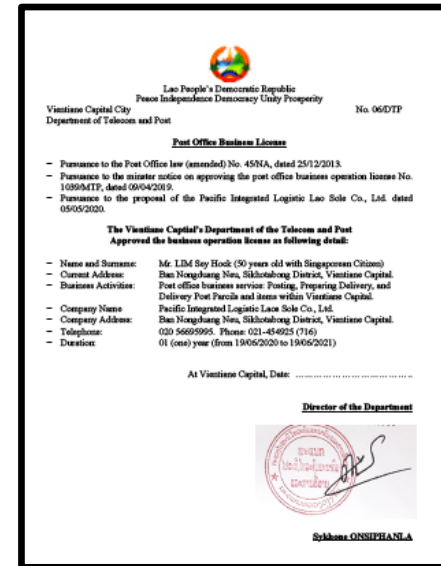 Lao People's Democratic Republic
Peace Independence Democracy Unity Prosperity
Vientiane Capital City No. 06/DTP
Department of Telecom and Post
Post Office Business License
– Pursuance to the Post Office law (amended) No. 45/NA, dated 25/12/2013.
– Pursuance to the minster notice on approving the post office business operation license No.
1039/MTP, dated 09/04/2019.
– Pursuance to the proposal of the Pacific Integrated Logistic Lao Sole Co., Ltd. dated
05/05/2020.
The Vientiane Captial's Department of the Telecom and Post
Approved the business operation license as following detail:
– Name and Surname: Mr. LIM Sey Hock (50 years old with Singaporean Citizen)
– Current Address: Ban Nongduang Neu, Sikhotabong District, Vientiane Capital.
– Business Activities: Post office business service: Posting, Preparing Delivery, and
Delivery Post Parcils and items within Vientiane Capital.
– Company Name Pacific Integrated Logistic Laos Sole Co., Ltd.
– Company Address: Ban Nongduang Neu, Sikhotabong District, Vientiane Capital.
– Telephone: 020 56695995. Phone: 021-454925 (716)
– Duration: 01 (one) year (from 19/06/2020 to 19/06/2021)
At Vientiane Capital, Date: ................................
Director of the Department
Sykhone ONSIPHANLA